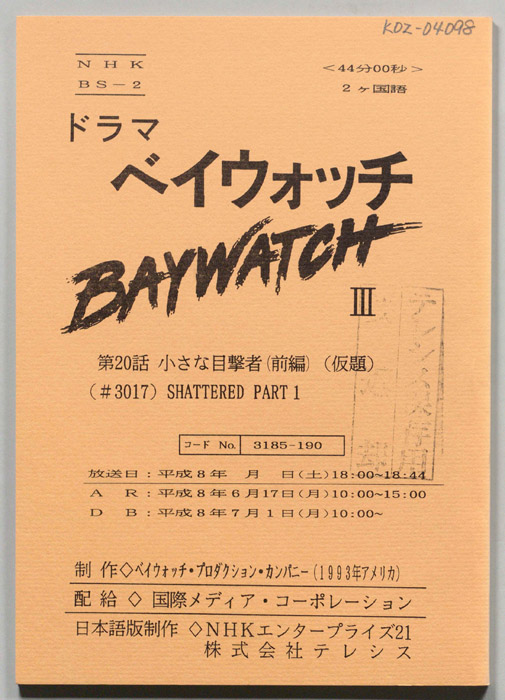 KDZ-04098
NHK
BS-2
<44分00秒>
2ヶ国語
ドラマ
ベイウォッチ
BAYWATCH
III
第20話 小さな目撃者(前編) (仮題)
(#3017) SHATTERED PART 1
コード No. 3185-190
放送日:平成8年 月 日(土)18:00~18:44
A R:平成8年6月17日(月)10:00~15:00
D B:平成8年7月1日(月)10:00~
制作◇ベイウォッチ・プロダクション・カンパニー(1993年アメリカ)
配給◇ 国際メディア・コーポレーション
日本語版制作 ◇NHKエンタープライズ21
株式会社テレシス